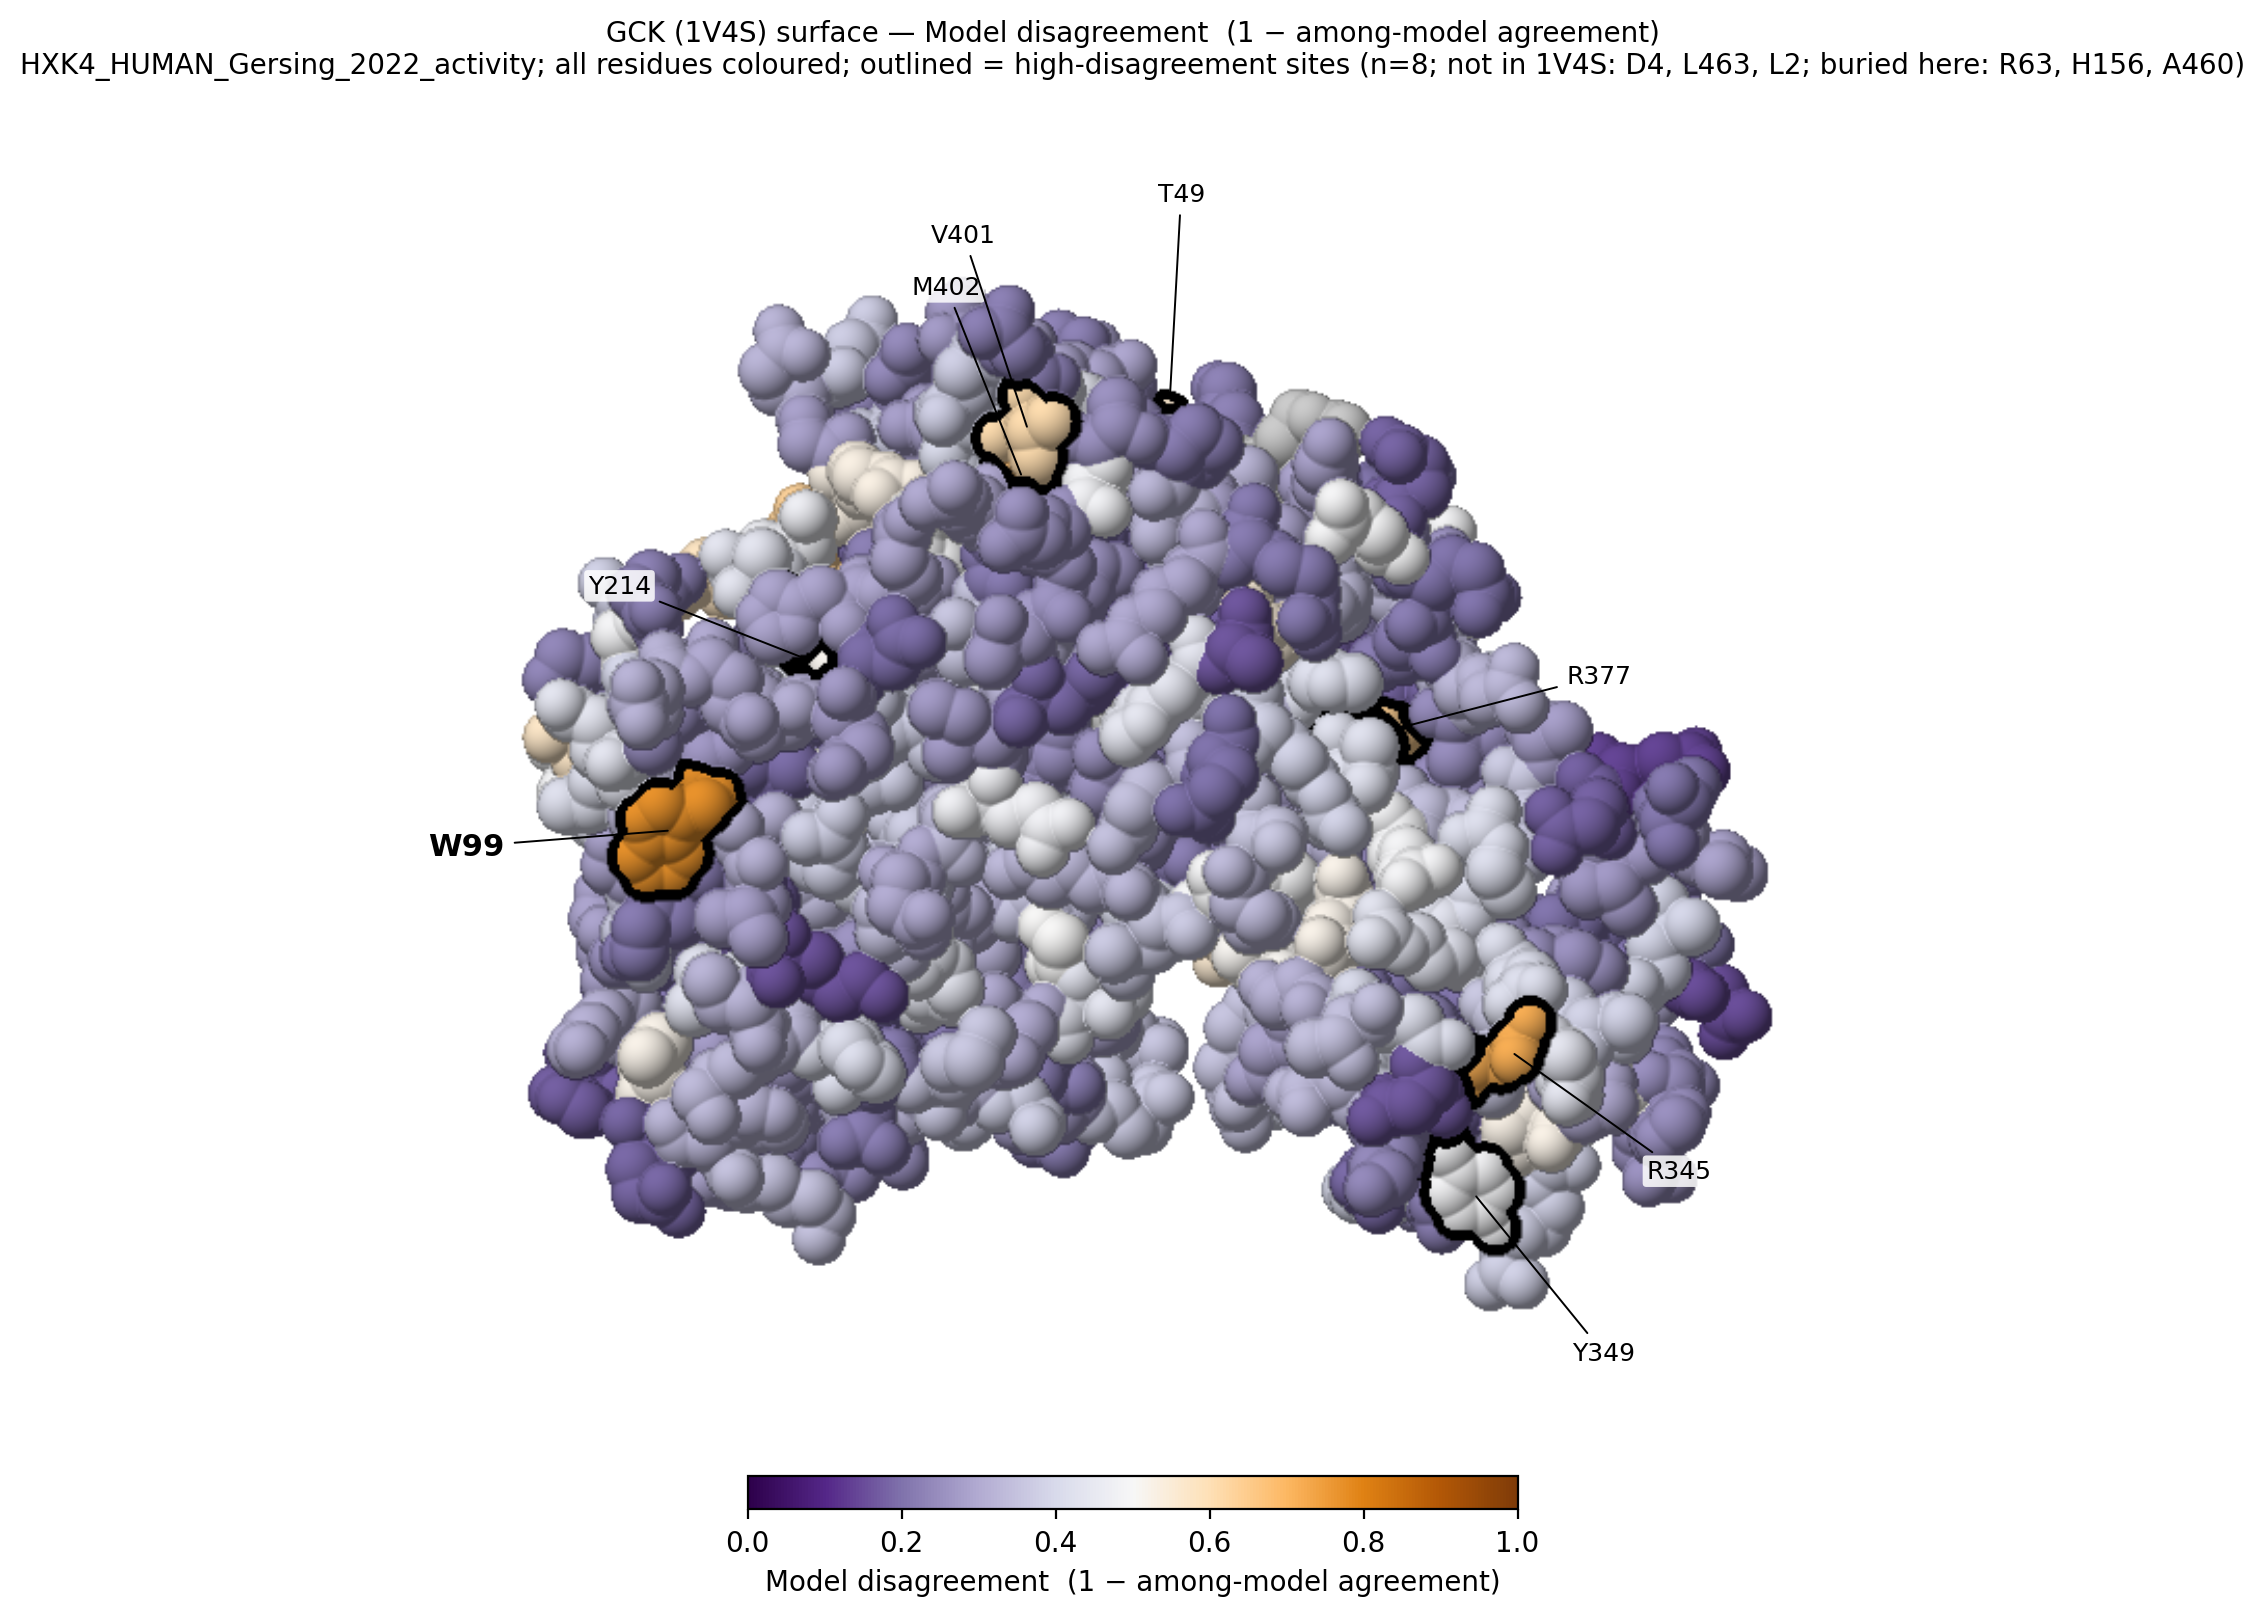 GCK (1V4S) surface — Model disagreement  (1 − among-model agreement)
HXK4_HUMAN_Gersing_2022_activity; all residues coloured; outlined = high-disagreement sites (n=8; not in 1V4S: D4, L463, L2; buried here: R63, H156, A460)
T49
V401
M402
Y214
R377
W99
R345
Y349
0.0 0.2 0.4 0.6 0.8 1.0
Model disagreement  (1 − among-model agreement)